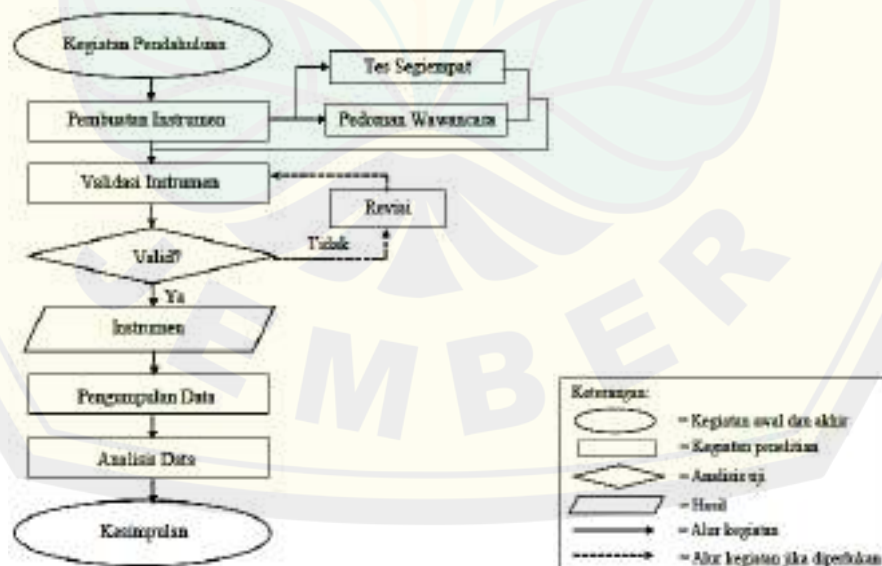 Kegiatan Pendahuluan
Tes Segiempat
Pembuatan Instrumen
Pedoman Wawancara
Validasi Instrumen
Revisi
Valid?
Tidak
Ya
Instrumen
Pengumpulan Data
Analisis Data
Kesimpulan
Keterangan:
= Kegiatan awal dan akhir
= Kegiatan penelitian
= Analisis uji
= Hasil
= Alur kegiatan
= Alur kegiatan jika diperlukan
EMBER